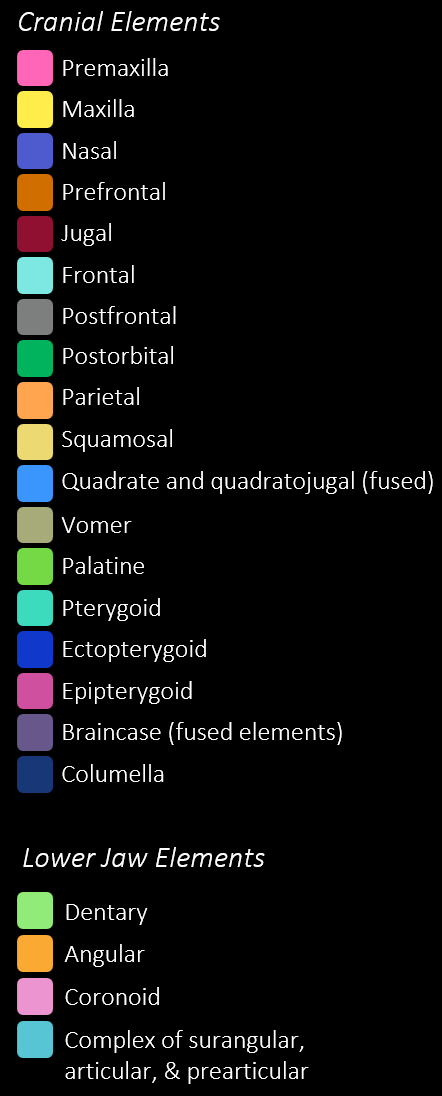 Cranial Elements
Premaxilla
Maxilla
Nasal
Prefrontal
Jugal
Frontal
Postfrontal
Postorbital
Parietal
Squamosal
Quadrate and quadratojugal (fused)
Vomer
Palatine
Pterygoid
Ectopterygoid
Epipterygoid
Braincase (fused elements)
Columella
Lower Jaw Elements
Dentary
Angular
Coronoid
Complex of surangular,
articular, & prearticular